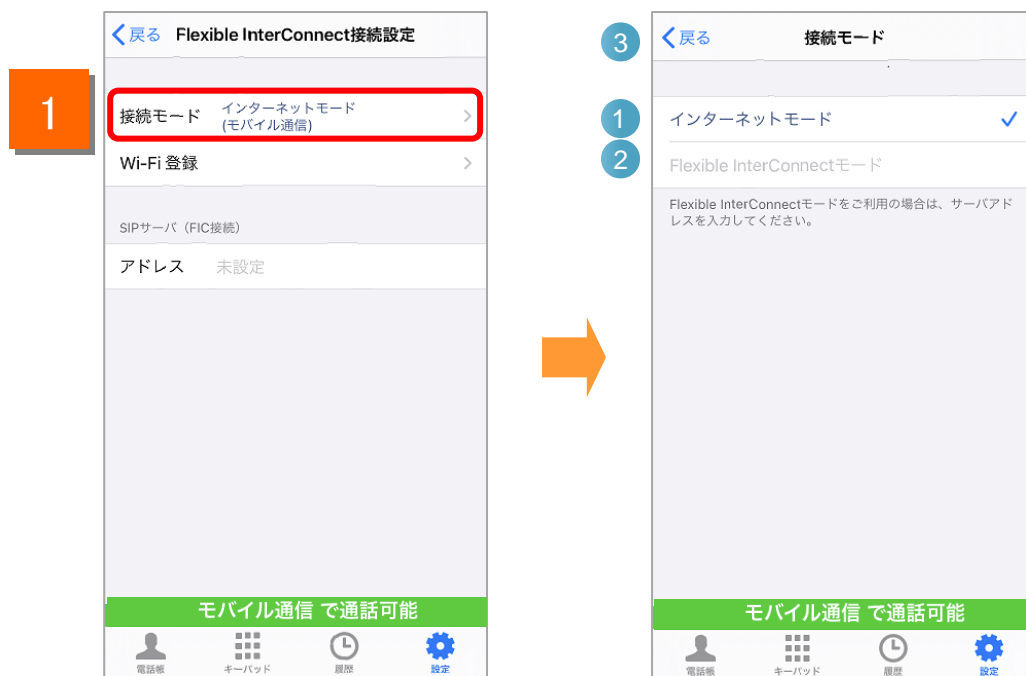 戻る Flexible InterConnect接続設定
1
接続モード インターネットモード
(モバイル通信)
Wi-Fi 登録
SIPサーバ（FIC接続）
アドレス 未設定
モバイル通信 で通話可能
電話帳 キーパッド 履歴 設定
3
戻る 接続モード
1
インターネットモード
2
Flexible InterConnectモード
Flexible InterConnectモードをご利用の場合は、サーバアド
レスを入力してください。
モバイル通信 で通話可能
電話帳 キーパッド 履歴 設定